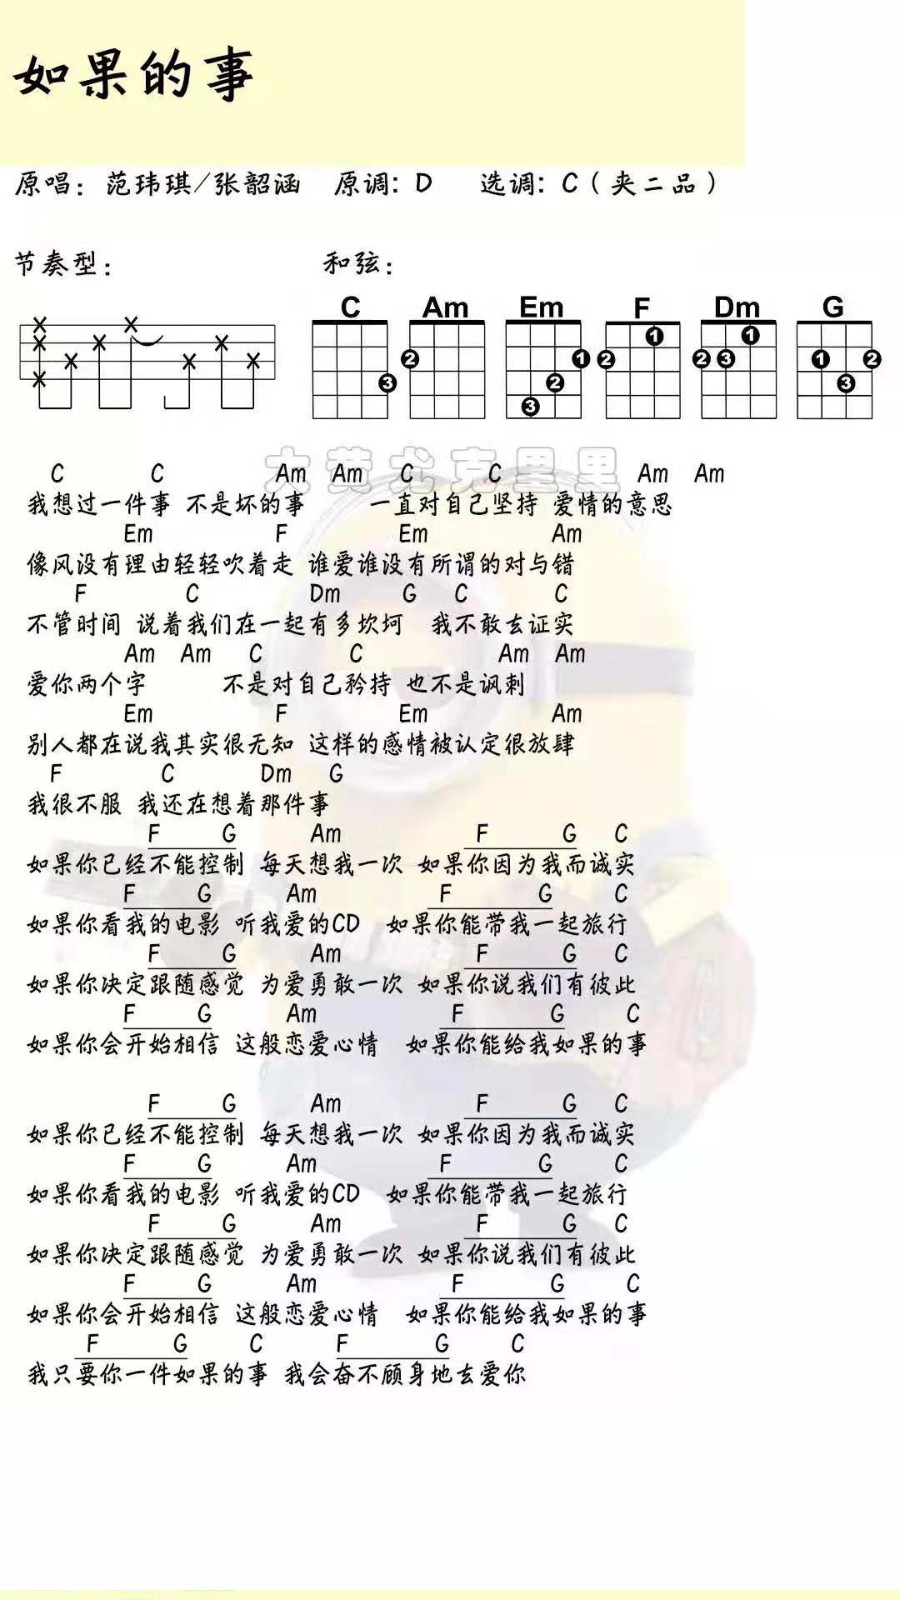 如果的事
原唱：范玮琪/张韶涵 原调：D 选调：C（夹二品）
节奏型： 和弦：
C Am Em F Dm G
3 2 1 2 3 1 2 1 2 3 1 2 3
大黄尤克里里
C C Am Am C C Am Am
我想过一件事 不是坏的事 一直对自己坚持 爱情的意思
Em F Em Am
像风没有理由轻轻吹着走 谁爱谁没有所谓的对与错
F C Dm G C C
不管时间 说着我们在一起有多坎坷 我不敢去证实
Am Am C C Am Am
爱你两个字 不是对自己矜持 也不是讽刺
Em F Em Am
别人都在说我其实很无知 这样的感情被认定很放肆
F C Dm G
我很不服 我还在想着那件事
F G Am F G C
如果你已经不能控制 每天想我一次 如果你因为我而诚实
F G Am F G C
如果你看我的电影 听我爱的CD 如果你能带我一起旅行
F G Am F G C
如果你决定跟随感觉 为爱勇敢一次 如果你说我们有彼此
F G Am F G C
如果你会开始相信 这般恋爱心情 如果你能给我如果的事
F G Am F G C
如果你已经不能控制 每天想我一次 如果你因为我而诚实
F G Am F G C
如果你看我的电影 听我爱的CD 如果你能带我一起旅行
F G Am F G C
如果你决定跟随感觉 为爱勇敢一次 如果你说我们有彼此
F G Am F G C
如果你会开始相信 这般恋爱心情 如果你能给我如果的事
F G C F G C
我只要你一件如果的事 我会奋不顾身地去爱你